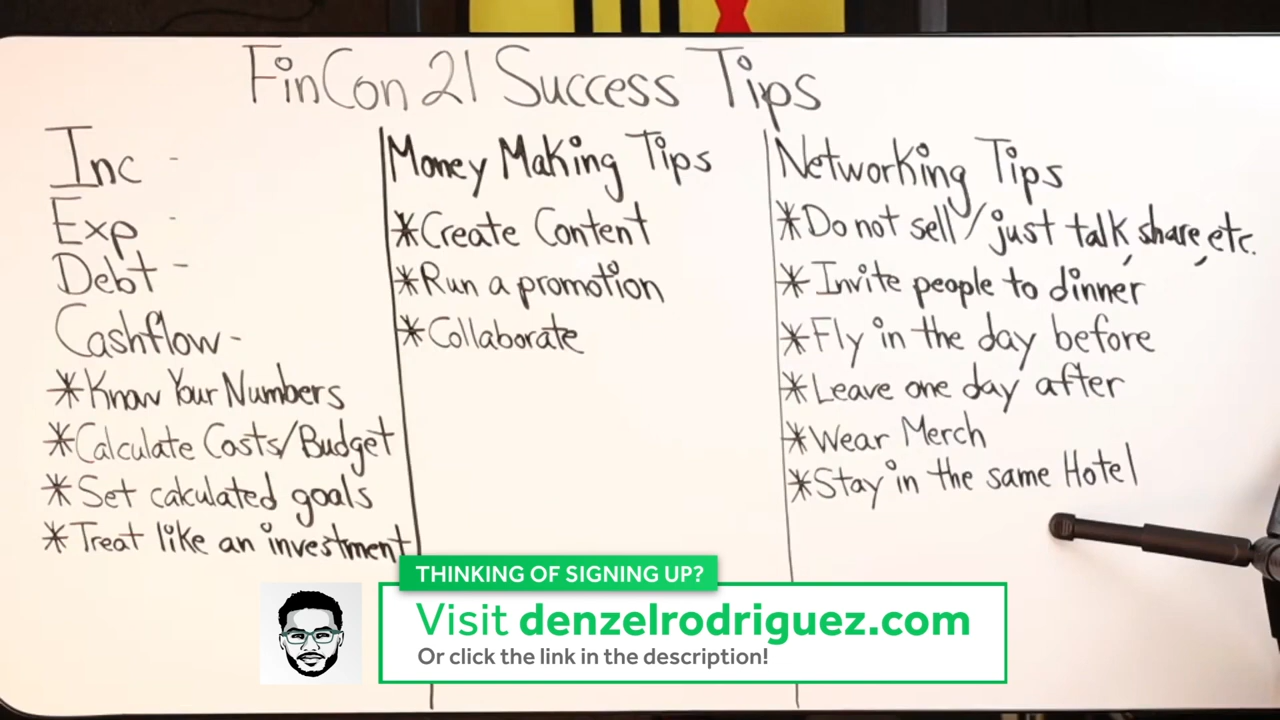 FinCon 21 Success Tips
Inc -
Exp -
Debt -
Cashflow -
*Know Your Numbers
*Calculate Costs/Budget
*Set calculated goals
*Treat like an investment
Money Making Tips
*Create Content
*Run a promotion
*Collaborate
Networking Tips
*Do not sell/just talk, share, etc.
*Invite people to dinner
*Fly in the day before
*Leave one day after
*Wear Merch
*Stay in the same Hotel
THINKING OF SIGNING UP?
Visit denzelrodriguez.com
Or click the link in the description!